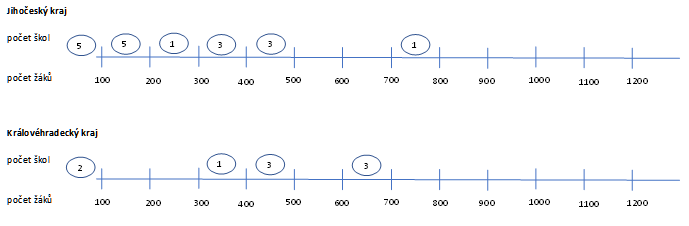 Jihočeský kraj
počet škol 5 5 1 3 3 1
počet žáků 100 200 300 400 500 600 700 800 900 1000 1100 1200
Královéhradecký kraj
počet škol 2 1 3 3
počet žáků 100 200 300 400 500 600 700 800 900 1000 1100 1200